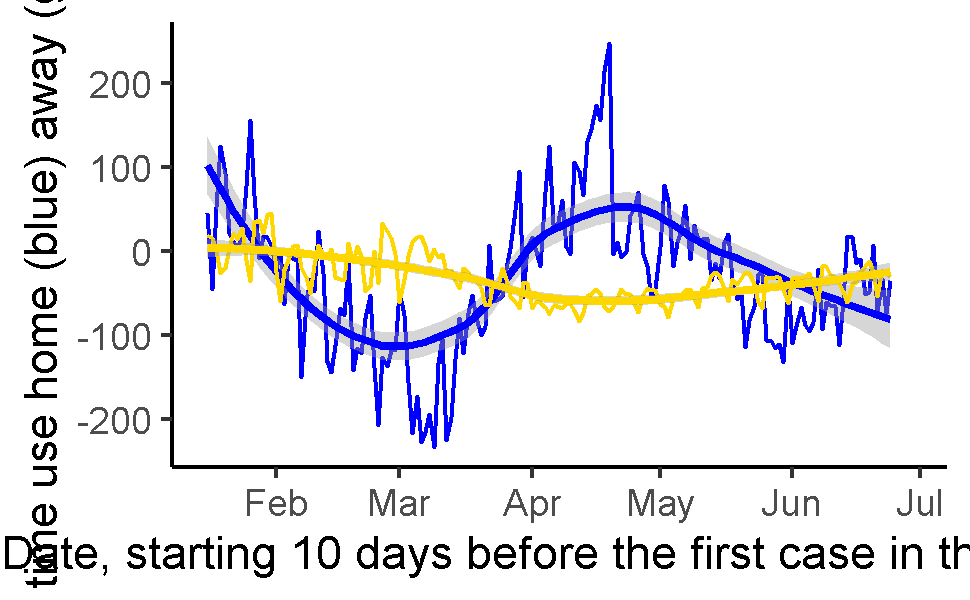 time use home (blue) away (
200
100
0
-100
-200
Feb Mar Apr May Jun Jul
Date, starting 10 days before the first case in th